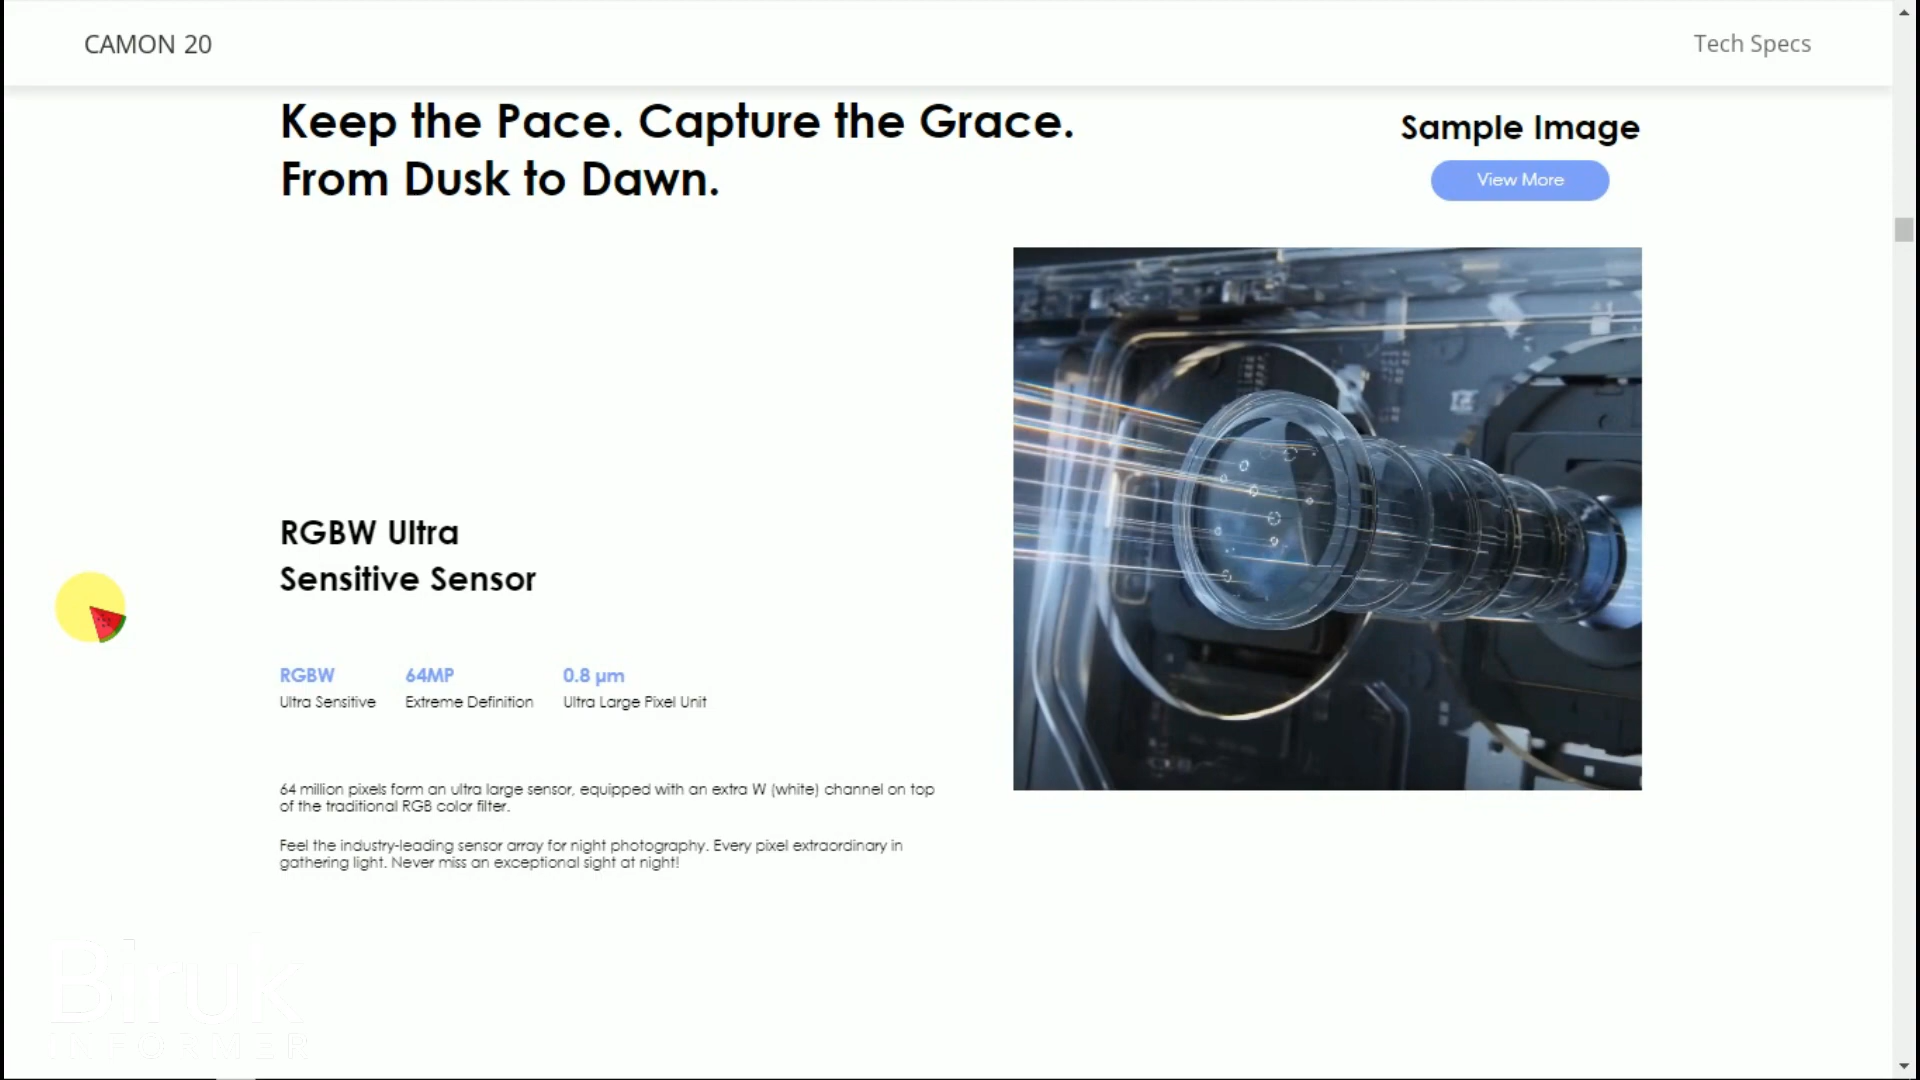 CAMON 20
Tech Specs
Keep the Pace. Capture the Grace.
From Dusk to Dawn.
Sample Image
View More
RGBW Ultra
Sensitive Sensor
RGBW 64MP 0.8 µm
Ultra Sensitive Extreme Definition Ultra Large Pixel Unit
64 million pixels form an ultra large sensor, equipped with an extra W (white) channel on top
of the traditional RGB color filter.
Feel the industry-leading sensor array for night photography. Every pixel extraordinary in
gathering light. Never miss an exceptional sight at night!
Biruk
INFORMER